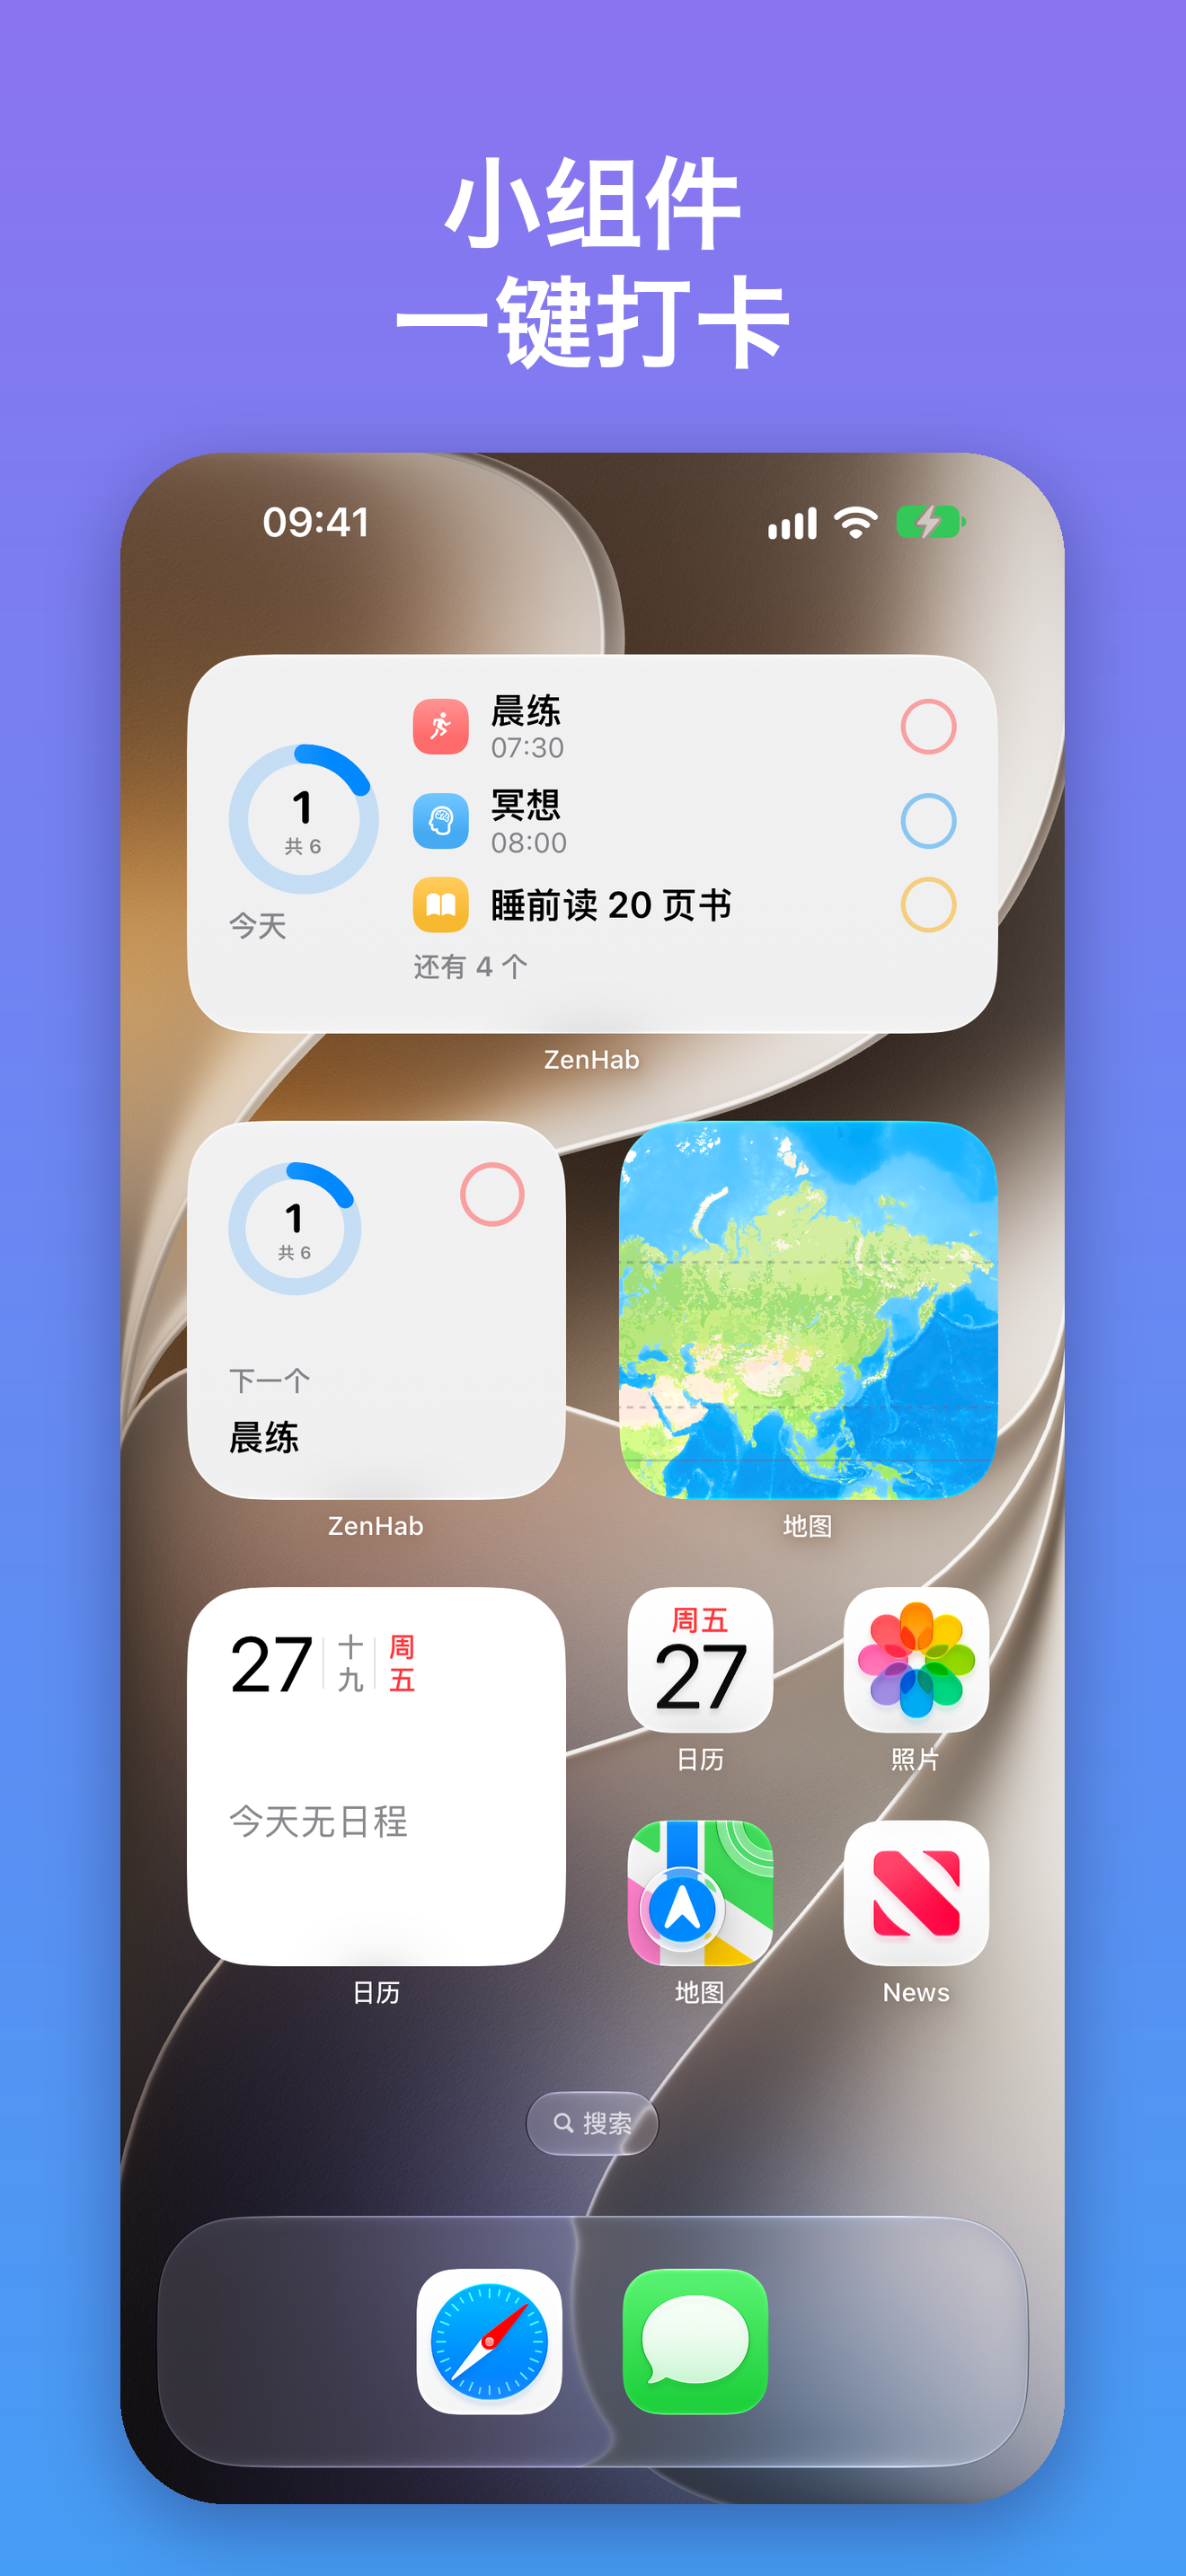 小组件
一键打卡
09:41
晨练
07:30
1
共 6
冥想
08:00
今天
睡前读 20 页书
还有 4 个
ZenHab
1
共 6
下一个
晨练
ZenHab
地图
27 十九 周五
今天无日程
日历
周五
27
日历
照片
地图
News
搜索